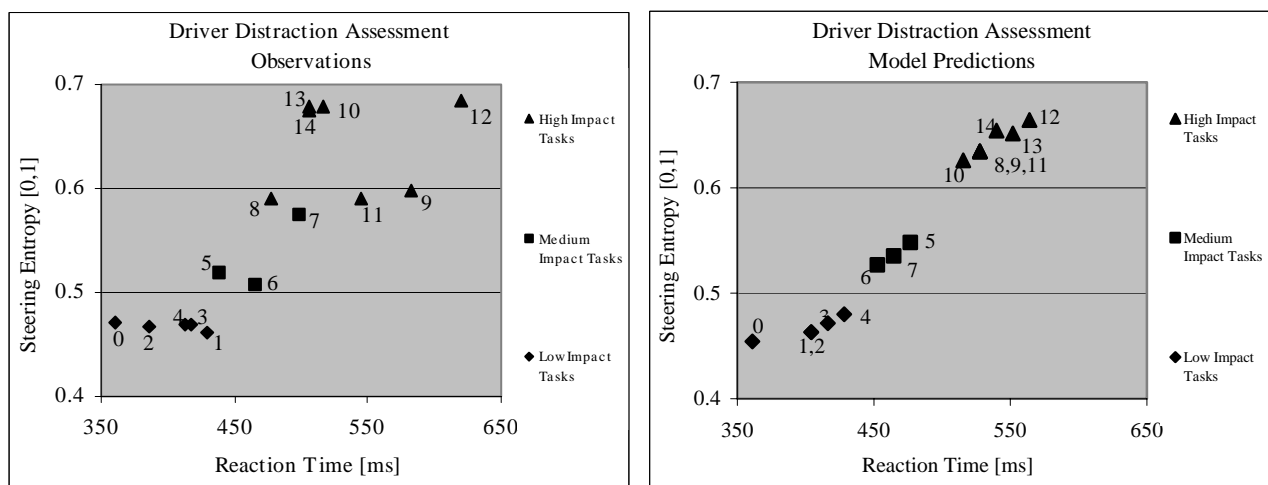 Driver Distraction Assessment
Observations
Steering Entropy [0,1]
0.7
0.6
0.5
0.4
13
14
10
12
8
11
9
7
5
6
4
3
0
2
1
350
450
550
650
Reaction Time [ms]
High Impact
Tasks
Medium
Impact Tasks
Low Impact
Tasks
Driver Distraction Assessment
Model Predictions
Steering Entropy [0,1]
0.7
0.6
0.5
0.4
14
12
13
10
8,9,11
5
6
7
3
4
0
1,2
350
450
550
650
Reaction Time [ms]
High Impact
Tasks
Medium
Impact Tasks
Low Impact
Tasks